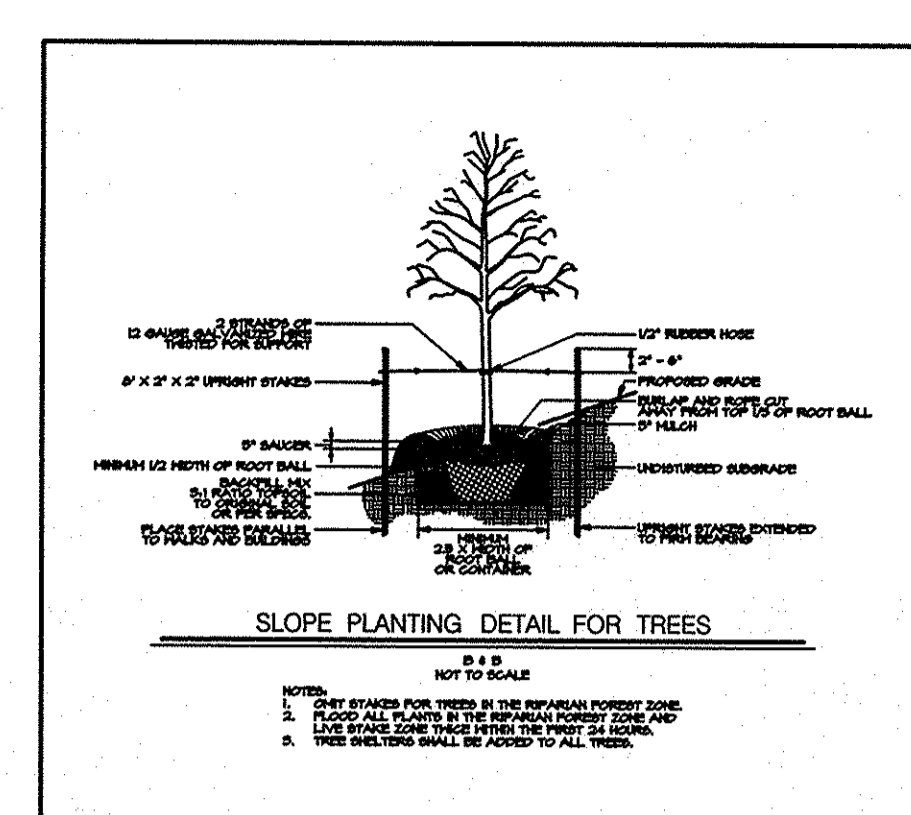 2 STRANDS OF
12 GAUGE GALVANIZED WIRE
TWISTED FOR SUPPORT
8' X 2" X 2" UPRIGHT STAKES
3" SAUCER
MINIMUM 1/2 WIDTH OF ROOT BALL
BACKFILL MIX
3:1 RATIO TOPSOIL
TO ORIGINAL SOIL
OR PER SPECS.
PLACE STAKES PARALLEL
TO WALKS AND BUILDINGS
1/2" RUBBER HOSE
2" - 6"
PROPOSED GRADE
BURLAP AND ROPE CUT
AWAY FROM TOP 1/3 OF ROOT BALL
3" MULCH
UNDISTURBED SUBGRADE
UPRIGHT STAKES EXTENDED
TO FIRM BEARING
MINIMUM
2.5 X WIDTH OF
ROOT BALL
OR CONTAINER
SLOPE PLANTING DETAIL FOR TREES
B & B
NOT TO SCALE
NOTES:
1. OMIT STAKES FOR TREES IN THE RIPARIAN FOREST ZONE.
2. FLOOD ALL PLANTS IN THE RIPARIAN FOREST ZONE AND
LIVE STAKE ZONE TWICE WITHIN THE FIRST 24 HOURS.
3. TREE SHELTERS SHALL BE ADDED TO ALL TREES.